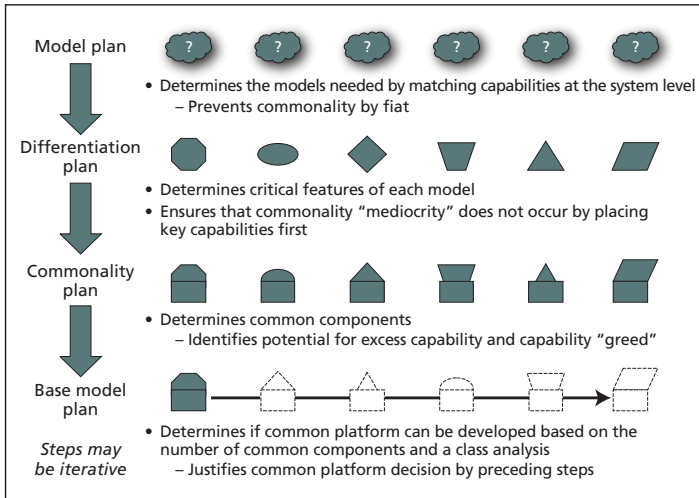 Model plan
? ? ? ? ? ?
• Determines the models needed by matching capabilities at the system level
– Prevents commonality by fiat
Differentiation
plan
• Determines critical features of each model
• Ensures that commonality “mediocrity” does not occur by placing
key capabilities first
Commonality
plan
• Determines common components
– Identifies potential for excess capability and capability “greed”
Base model
plan
Steps may
be iterative
• Determines if common platform can be developed based on the
number of common components and a class analysis
– Justifies common platform decision by preceding steps